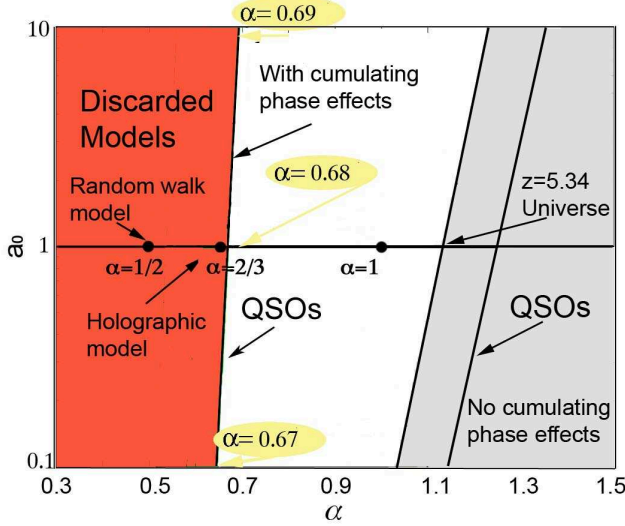 10
α= 0.69
With cumulating
phase effects
Discarded
Models
α= 0.68
Random walk
model
z=5.34
Universe
a0
1
α=1/2
α=2/3
α=1
Holographic
model
QSOs
QSOs
α= 0.67
No cumulating
phase effects
0.1
0.3
0.5
0.7
0.9
1.1
1.3
1.5
α